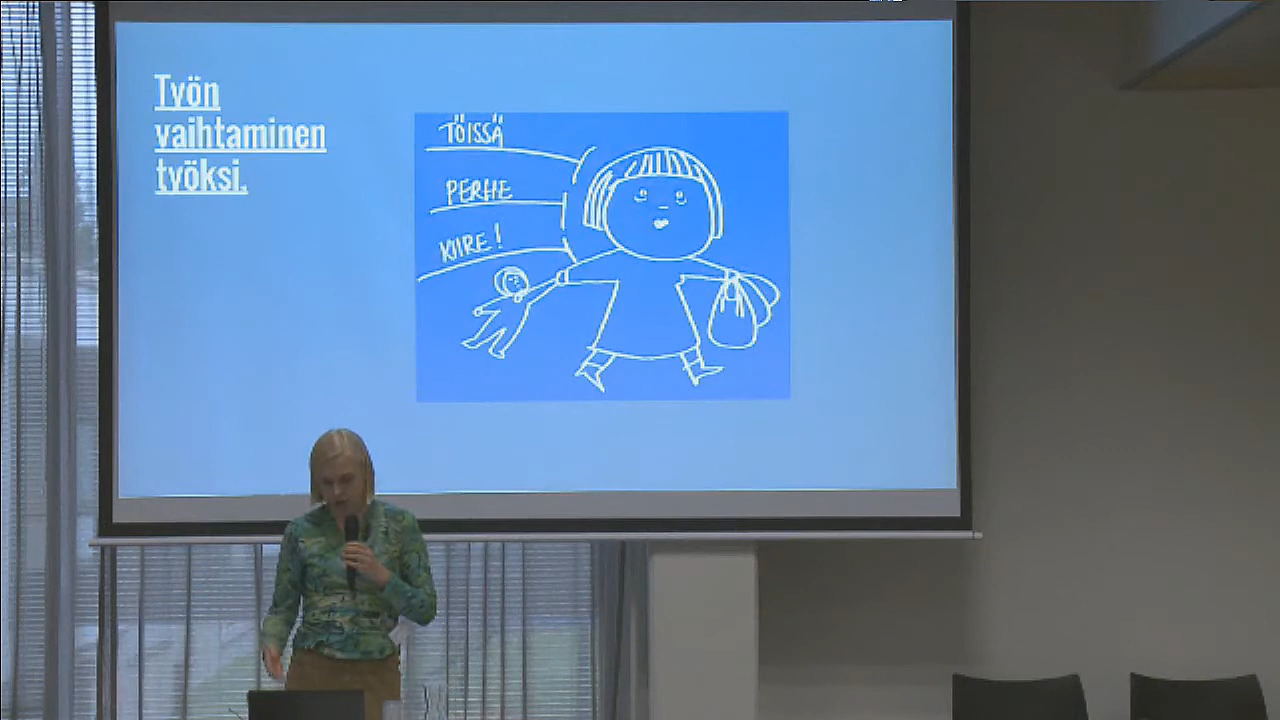 Työn
vaihtaminen
työksi.
TÖISSÄ
PERHE
KIIRE!